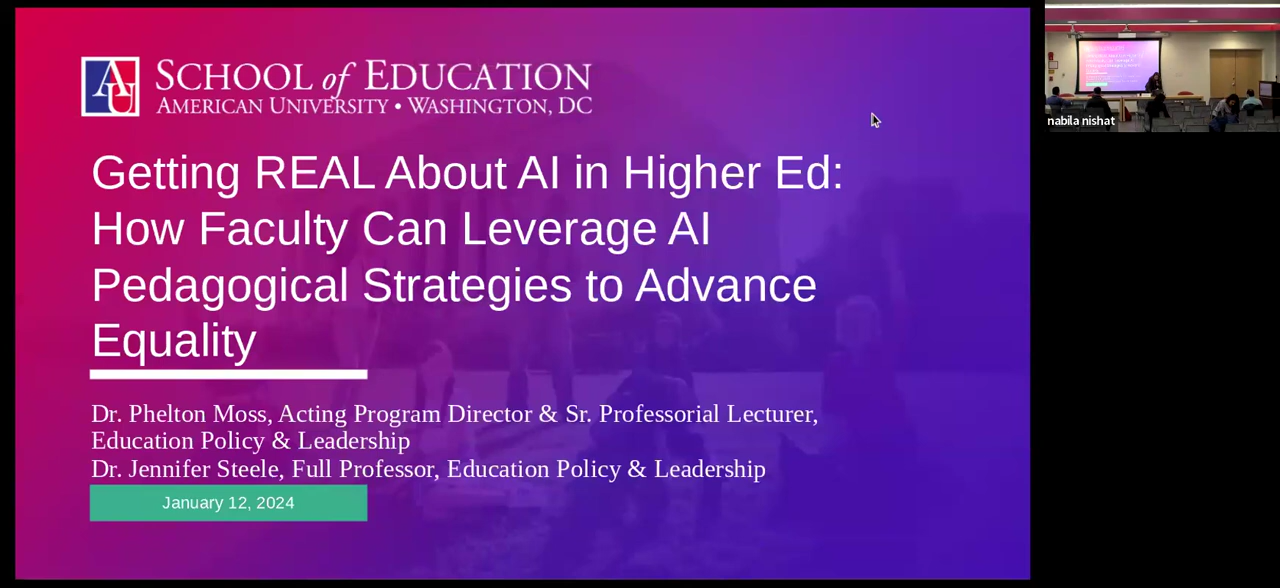 SCHOOL of EDUCATION
AMERICAN UNIVERSITY • WASHINGTON, DC
Getting REAL About AI in Higher Ed:
How Faculty Can Leverage AI
Pedagogical Strategies to Advance
Equality
Dr. Phelton Moss, Acting Program Director & Sr. Professorial Lecturer,
Education Policy & Leadership
Dr. Jennifer Steele, Full Professor, Education Policy & Leadership
January 12, 2024
nabila nishat